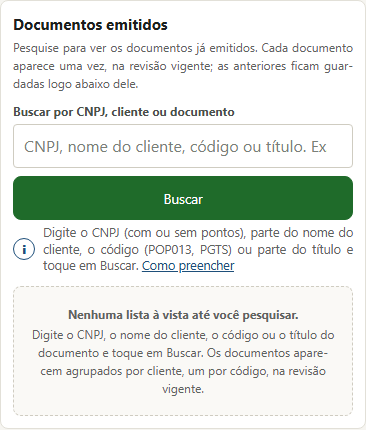 Documentos emitidos
Pesquise para ver os documentos já emitidos. Cada documento
aparece uma vez, na revisão vigente; as anteriores ficam guar-
dadas logo abaixo dele.
Buscar por CNPJ, cliente ou documento
CNPJ, nome do cliente, código ou título. Ex
Buscar
Digite o CNPJ (com ou sem pontos), parte do nome do
cliente, o código (POP013, PGTS) ou parte do título e
toque em Buscar. Como preencher
Nenhuma lista à vista até você pesquisar.
Digite o CNPJ, o nome do cliente, o código ou o título do
documento e toque em Buscar. Os documentos apare-
cem agrupados por cliente, um por código, na revisão
vigente.